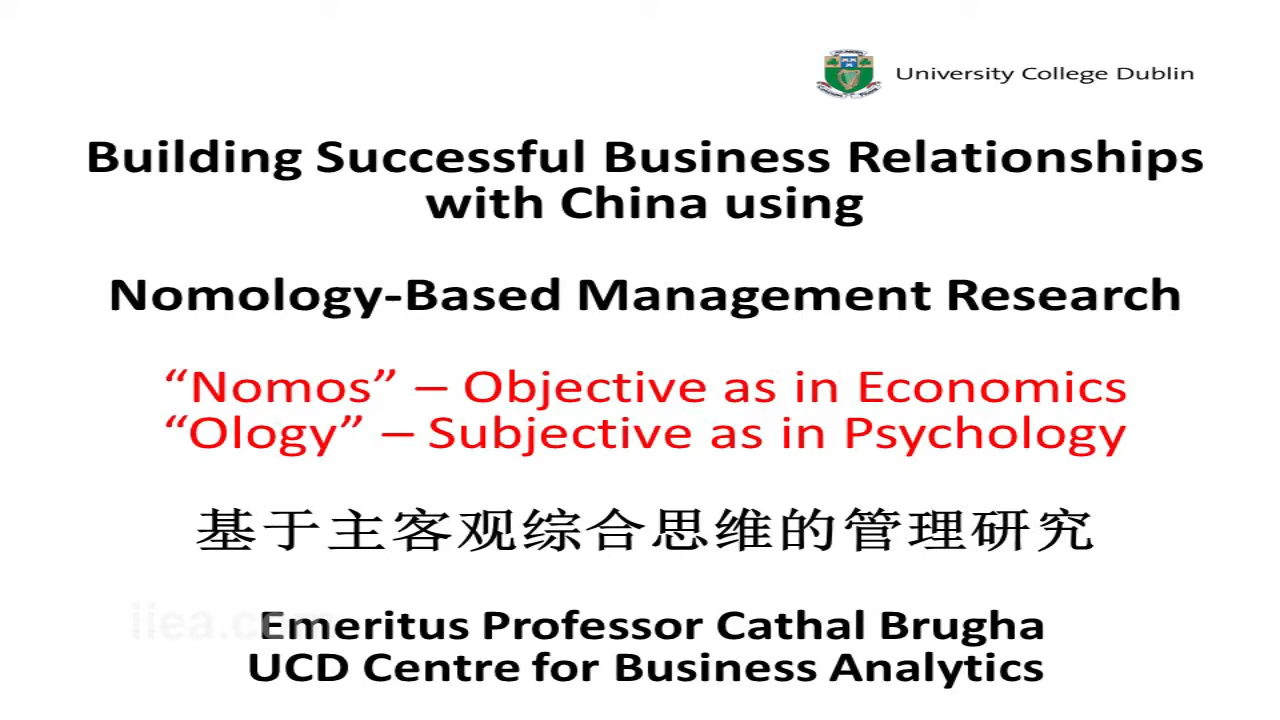 University College Dublin
Building Successful Business Relationships
with China using
Nomology-Based Management Research
“Nomos” – Objective as in Economics
“Ology” – Subjective as in Psychology
基于主客观综合思维的管理研究
iiea.com
Emeritus Professor Cathal Brugha
UCD Centre for Business Analytics